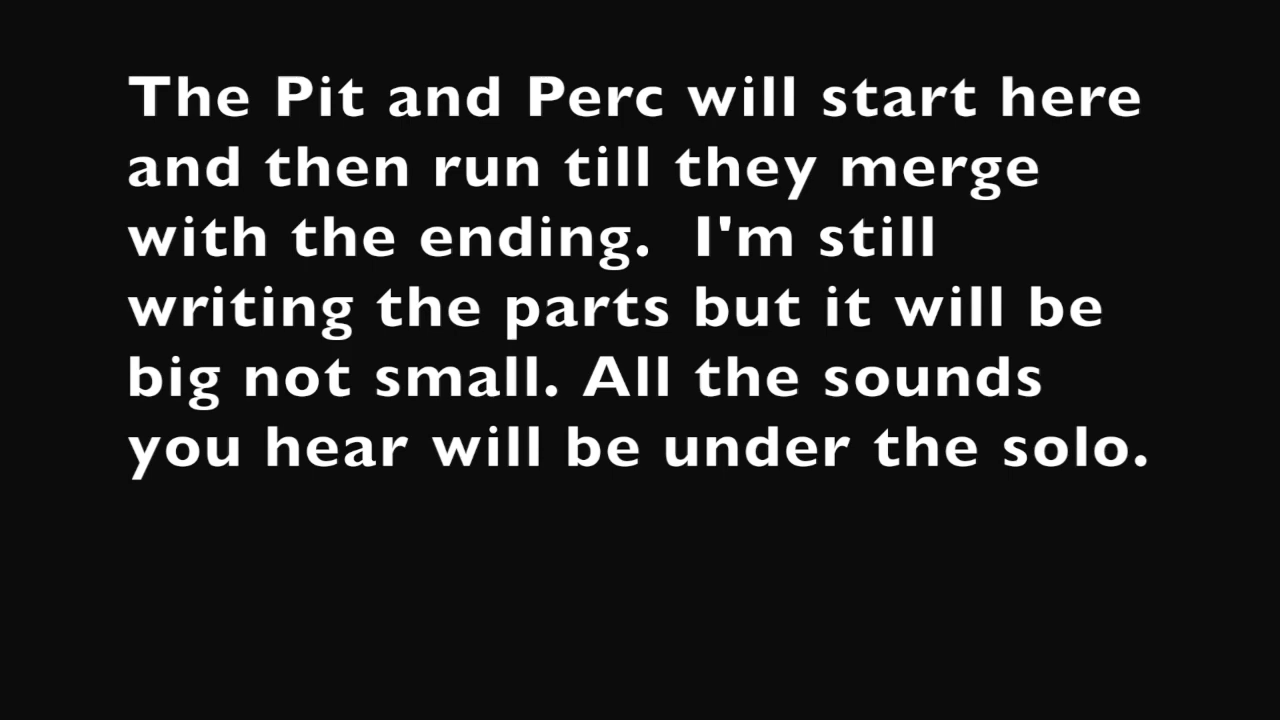 The Pit and Perc will start here
and then run till they merge
with the ending.  I'm still
writing the parts but it will be
big not small. All the sounds
you hear will be under the solo.